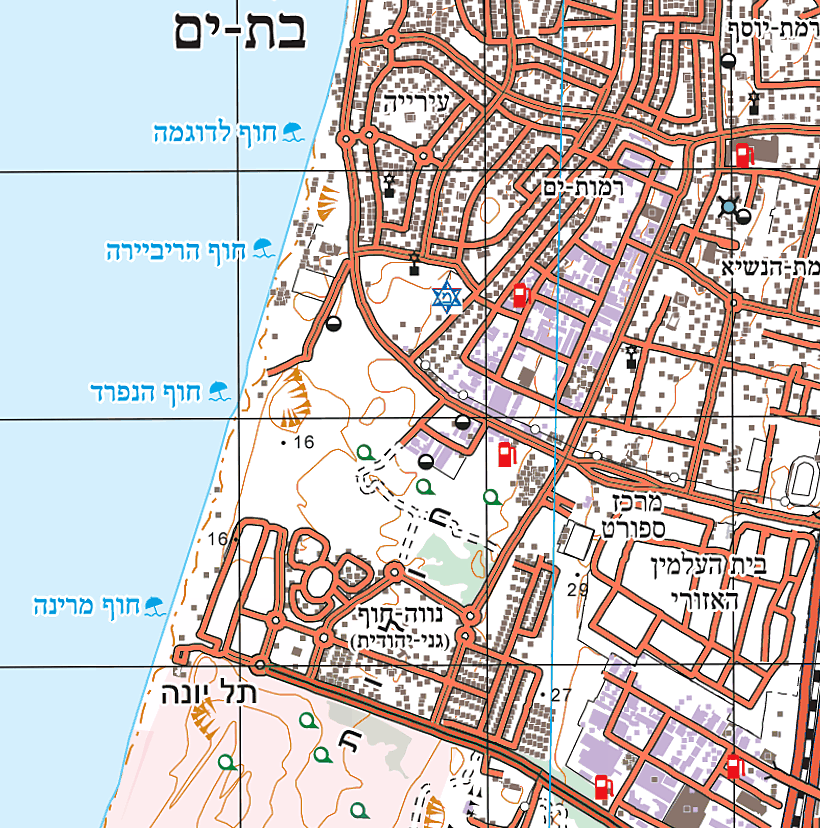 בת-ים
רמת-יוסף
עירייה
חוף לדוגמה
רמות-ים
חוף הריביירה
מת-הנשיא
מ
חוף הנפרד
16
מרכז
ספורט
16
בית העלמין
האזורי
29
חוף מרינה
נווה-חוף
(גני-יהודית)
תל יונה
27